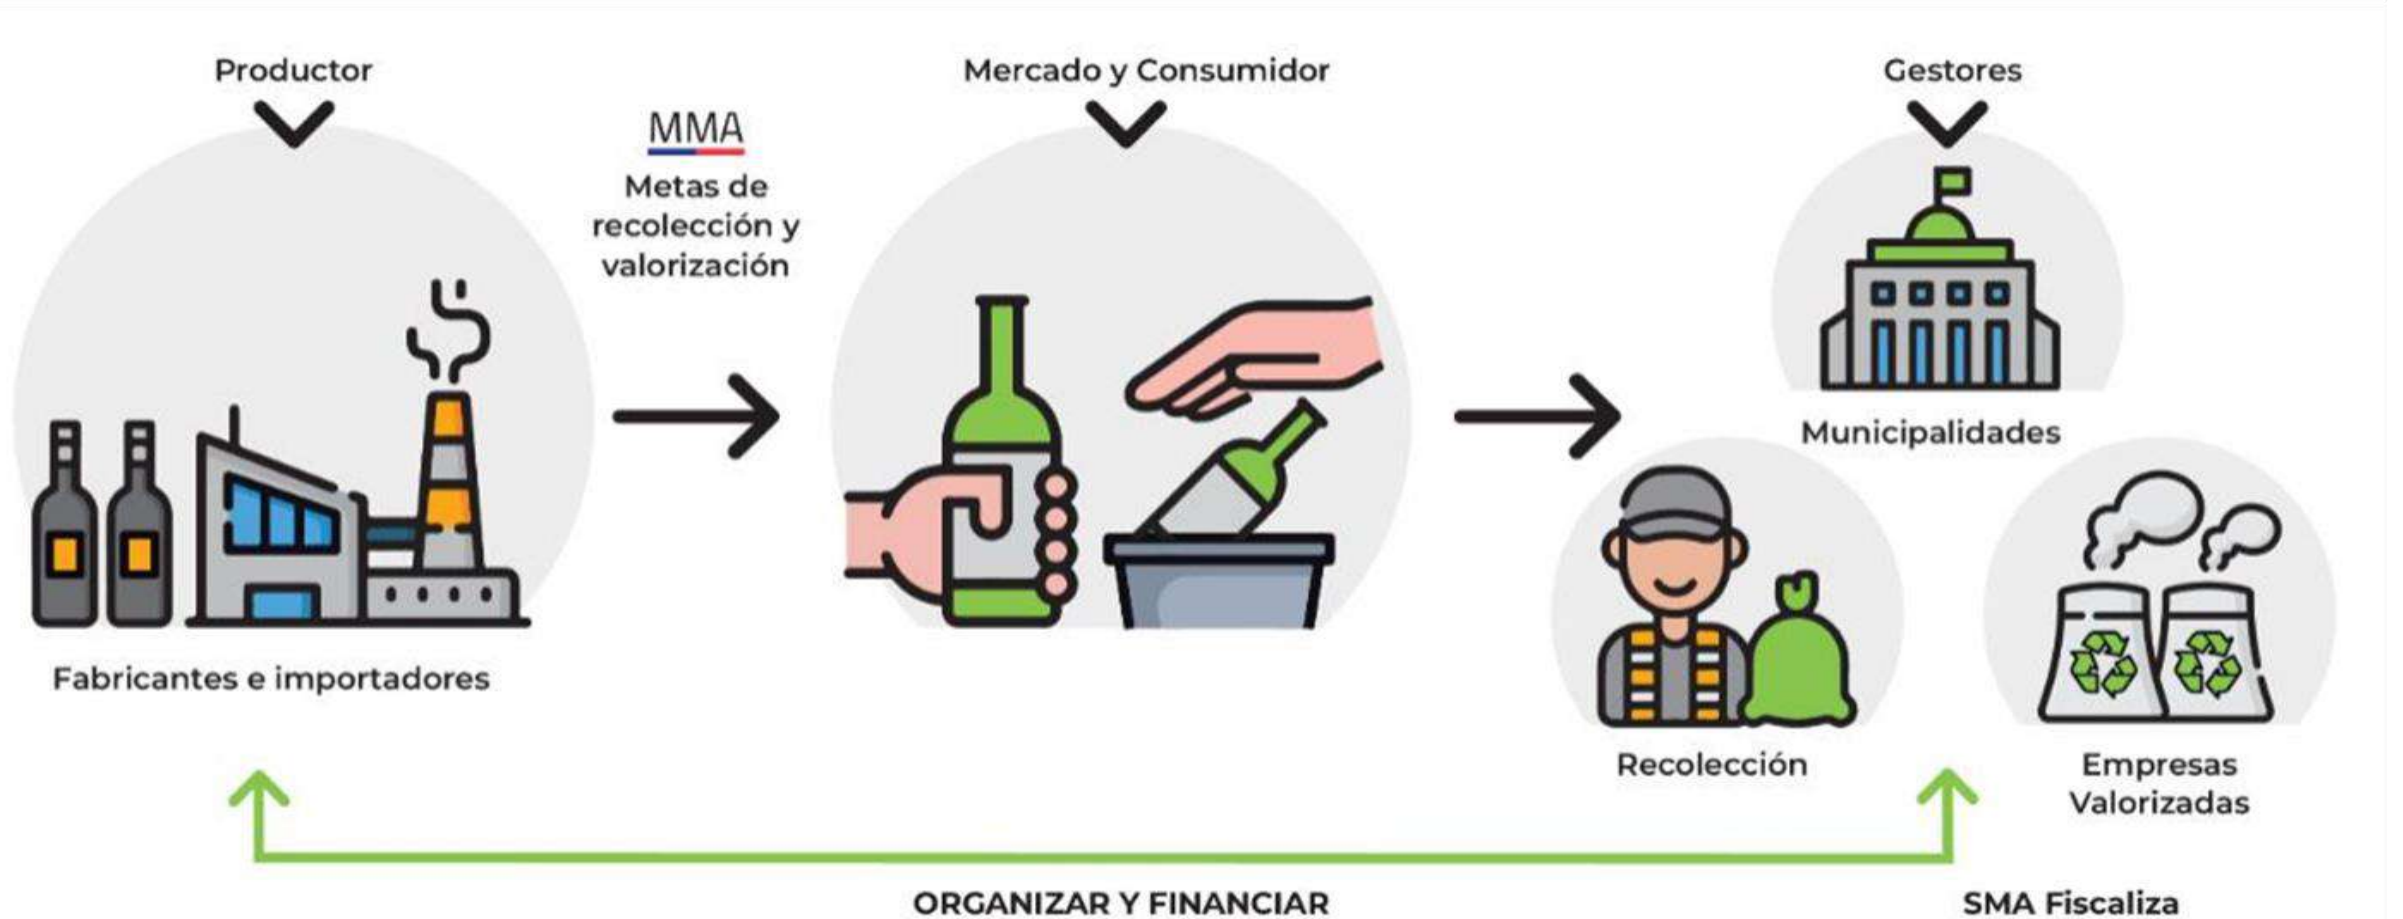 Productor
Fabricantes e importadores
MMA
Metas de
recolección y
valorización
Mercado y Consumidor
Gestores
Municipalidades
Recolección
Empresas
Valorizadas
ORGANIZAR Y FINANCIAR
SMA Fiscaliza